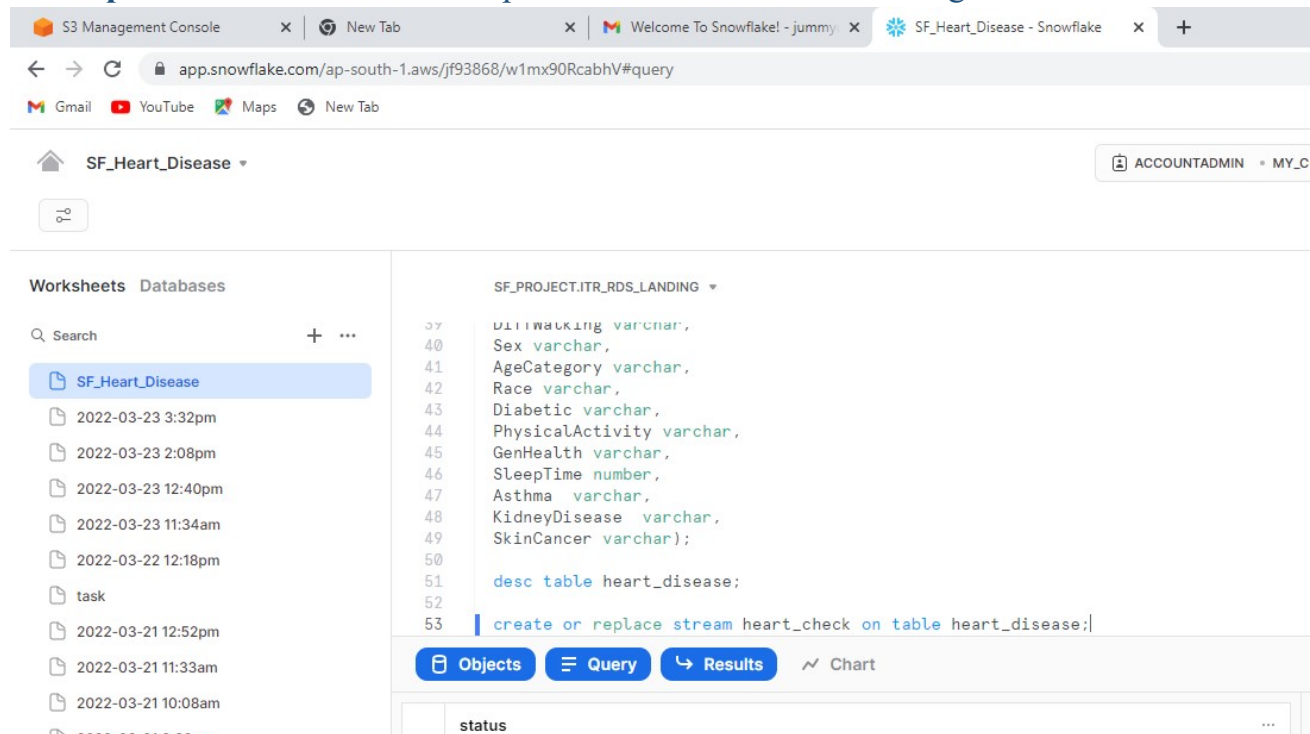 S3 Management Console
New Tab
Welcome To Snowflake! - jummy
SF_Heart_Disease - Snowflake
app.snowflake.com/ap-south-1.aws/jf93868/w1mx90RcabhV#query
Gmail YouTube Maps New Tab
SF_Heart_Disease
ACCOUNTADMIN MY_C
Worksheets Databases
Search
SF_Heart_Disease
2022-03-23 3:32pm
2022-03-23 2:08pm
2022-03-23 12:40pm
2022-03-23 11:34am
2022-03-22 12:18pm
task
2022-03-21 12:52pm
2022-03-21 11:33am
2022-03-21 10:08am
SF_PROJECT.ITR_RDS_LANDING
39 DiffWalking varchar,
40 Sex varchar,
41 AgeCategory varchar,
42 Race varchar,
43 Diabetic varchar,
44 PhysicalActivity varchar,
45 GenHealth varchar,
46 SleepTime number,
47 Asthma varchar,
48 KidneyDisease varchar,
49 SkinCancer varchar);
50
51 desc table heart_disease;
52
53 create or replace stream heart_check on table heart_disease;
Objects Query Results Chart
status